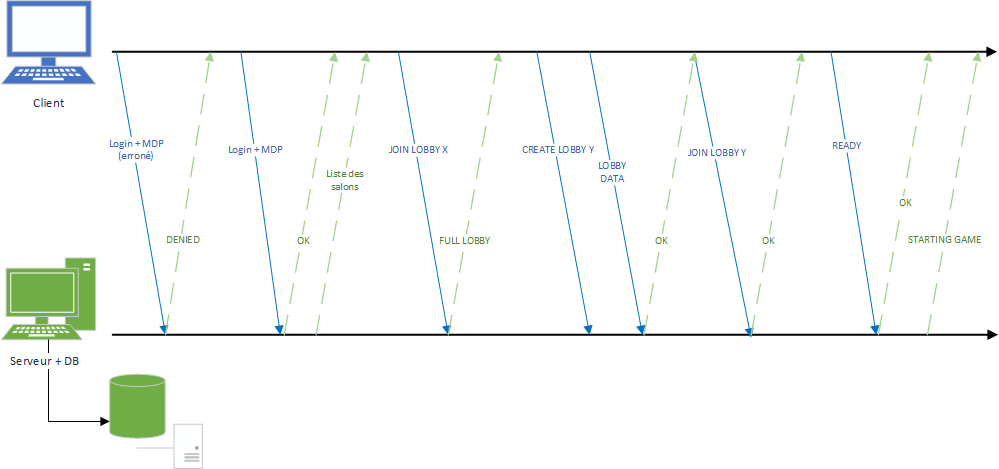 Client
Login + MDP
(erroné)
DENIED
Login + MDP
OK
Liste des
salons
JOIN LOBBY X
FULL LOBBY
CREATE LOBBY Y
LOBBY
DATA
OK
JOIN LOBBY Y
OK
READY
OK
STARTING GAME
Serveur + DB